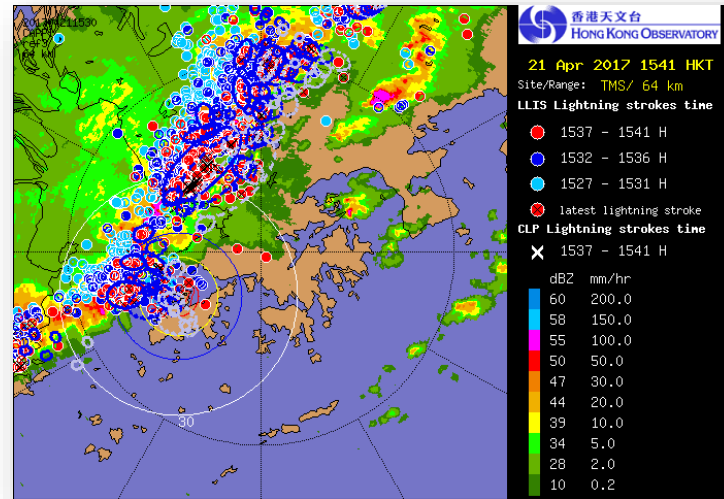 香港天文台
HONG KONG OBSERVATORY
21 Apr 2017 1541 HKT
Site/Range: TMS/ 64 km
LLIS Lightning strokes time
1537 - 1541 H
1532 - 1536 H
1527 - 1531 H
latest lightning stroke
CLP Lightning strokes time
1537 - 1541 H
dBZ mm/hr
60 200.0
58 150.0
55 100.0
50 50.0
47 30.0
44 20.0
39 10.0
34 5.0
28 2.0
10 0.2
30